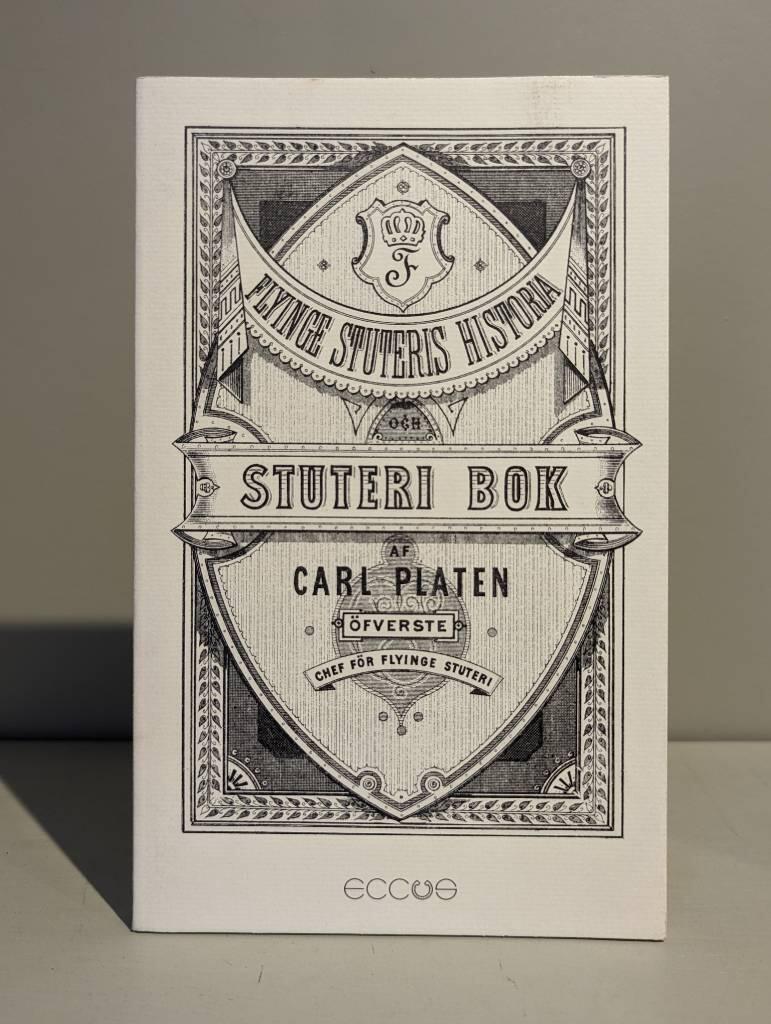 F
FLYINGE STUTERIS HISTORIA
OCH
STUTERI BOK
AF
CARL PLATEN
ÖFVERSTE
CHEF FÖR FLYINGE STUTERI
ECCUS